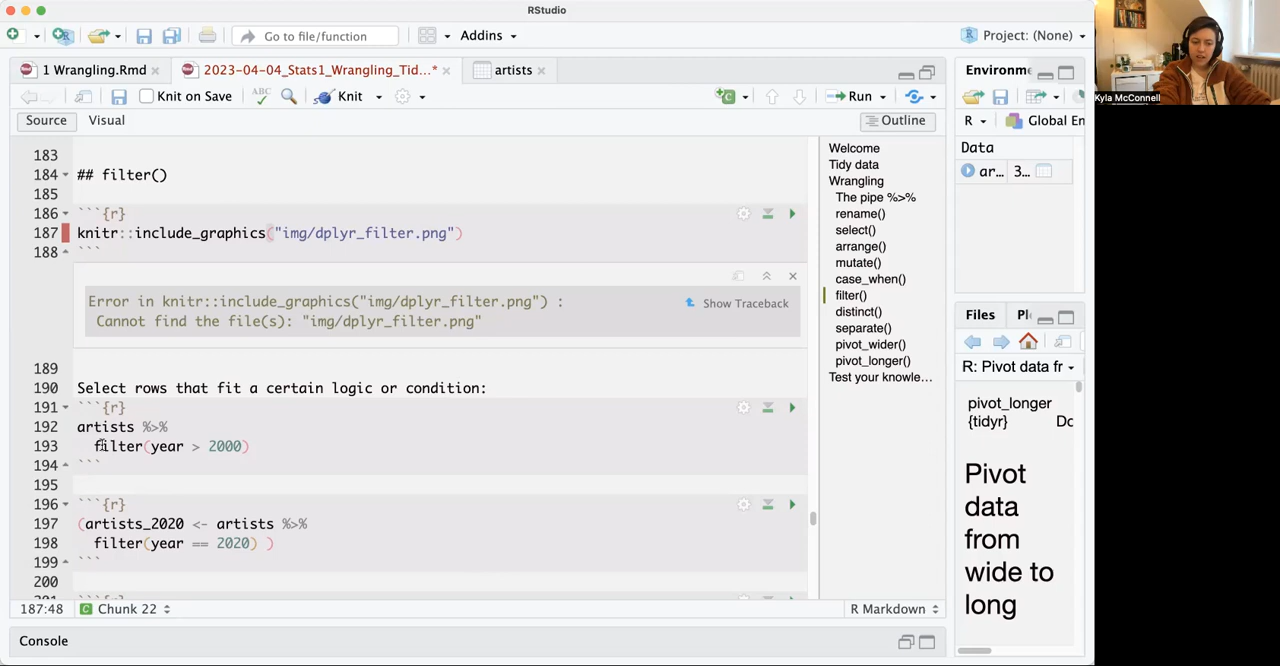 RStudio
Go to file/function
Addins
Project: (None)
1 Wrangling.Rmd
2023-04-04_Stats1_Wrangling_Tid...*
artists
Knit on Save
ABC
Knit
Run
Source
Visual
Outline
183
184 ## filter()
185
186 ```{r}
187 knitr::include_graphics("img/dplyr_filter.png")
188 ```
Error in knitr::include_graphics("img/dplyr_filter.png") :
Show Traceback
Cannot find the file(s): "img/dplyr_filter.png"
189
190 Select rows that fit a certain logic or condition:
191 ```{r}
192 artists %>%
193 filter(year > 2000)
194 ```
195
196 ```{r}
197 (artists_2020 <- artists %>%
198 filter(year == 2020) )
199 ```
200
187:48
Chunk 22
R Markdown
Console
Welcome
Tidy data
Wrangling
The pipe %>%
rename()
select()
arrange()
mutate()
case_when()
filter()
distinct()
separate()
pivot_wider()
pivot_longer()
Test your knowle...
Environme
R
Global En
Data
ar... 3...
Files
Pl
R: Pivot data fr
pivot_longer
{tidyr}
Dc
Pivot
data
from
wide to
long
Kyla McConnell